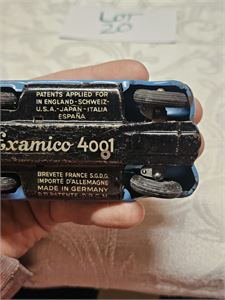 LOT
20
PATENTS APPLIED FOR
IN ENGLAND-SCHWEIZ-
U.S.A.-JAPAN-ITALIA
ESPAÑA
Examico 4001
BREVETE FRANCE S.G.D.G.
IMPORTÉ D'ALLEMAGNE
MADE IN GERMANY
D.R.PATENTE-D.R.G.M.